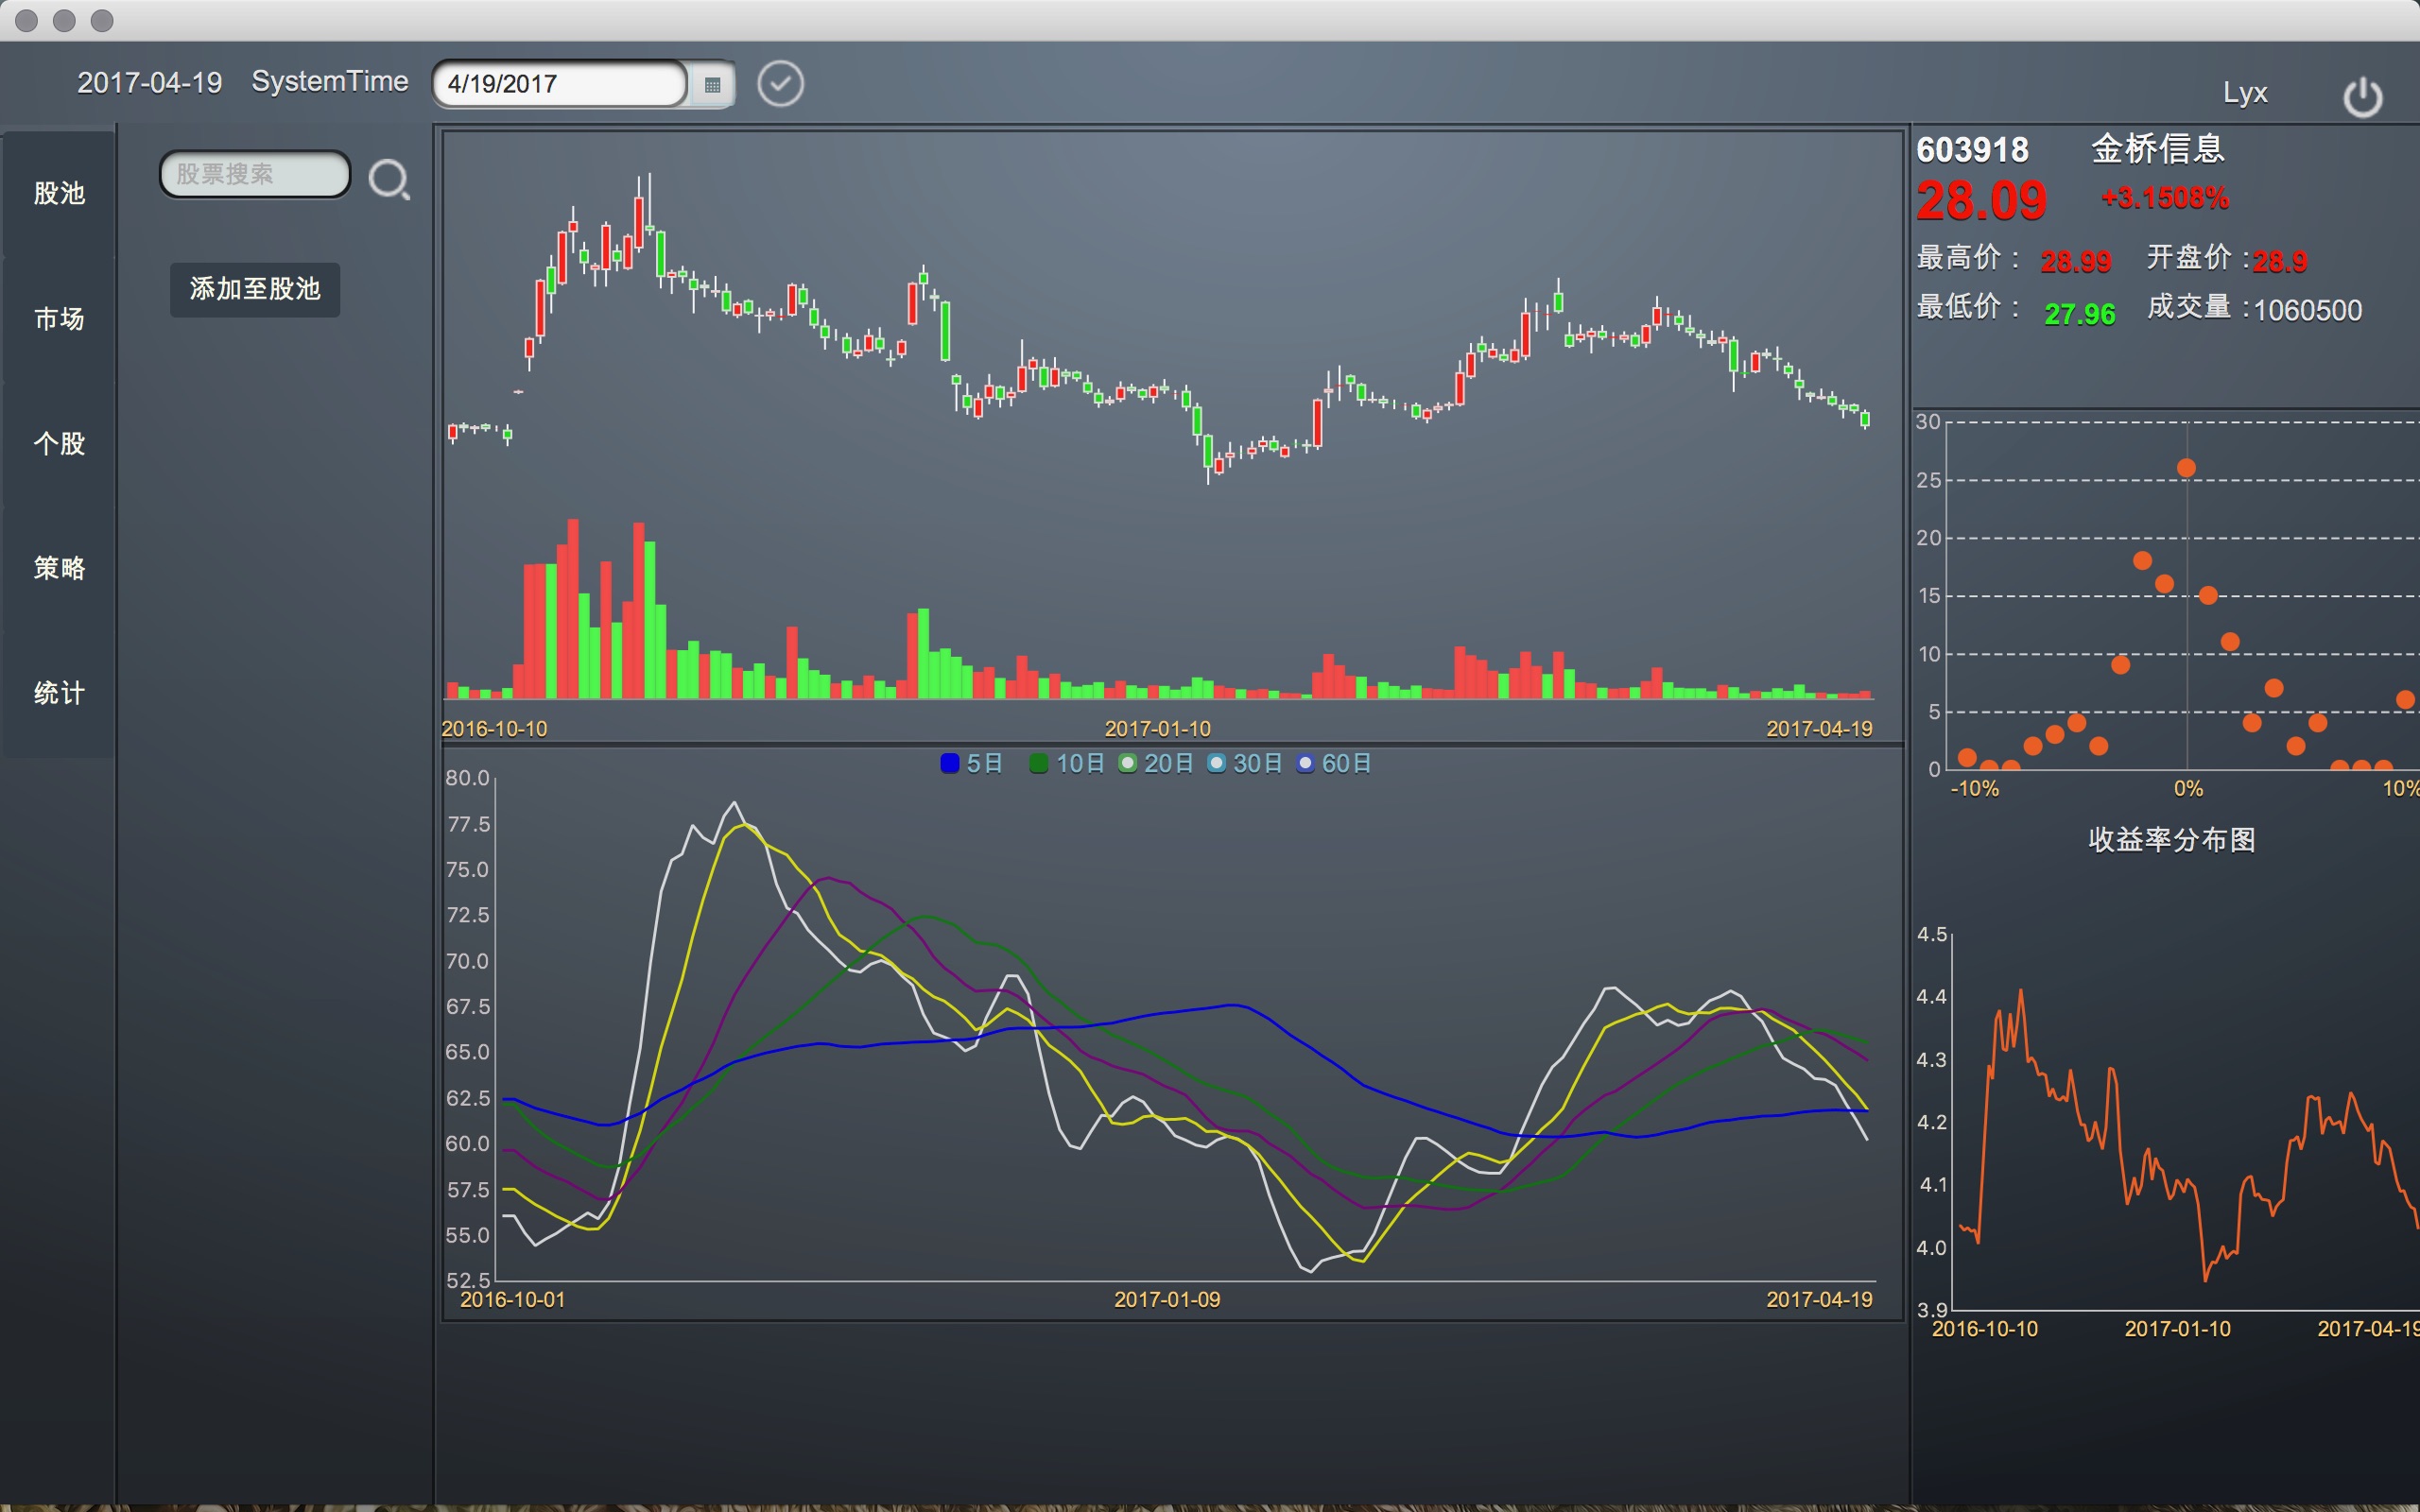 2017-04-19 SystemTime 4/19/2017 Lyx
股池
市场
个股
策略
统计
股票搜索
添加至股池
2016-10-10 2017-01-10 2017-04-19
5日 10日 20日 30日 60日
80.0
77.5
75.0
72.5
70.0
67.5
65.0
62.5
60.0
57.5
55.0
52.5
2016-10-01 2017-01-09 2017-04-19
603918 金桥信息
28.09 +3.1508%
最高价： 28.99 开盘价 :28.9
最低价： 27.96 成交量 :1060500
30
25
20
15
10
5
0
-10% 0% 10%
收益率分布图
4.5
4.4
4.3
4.2
4.1
4.0
3.9
2016-10-10 2017-01-10 2017-04-19